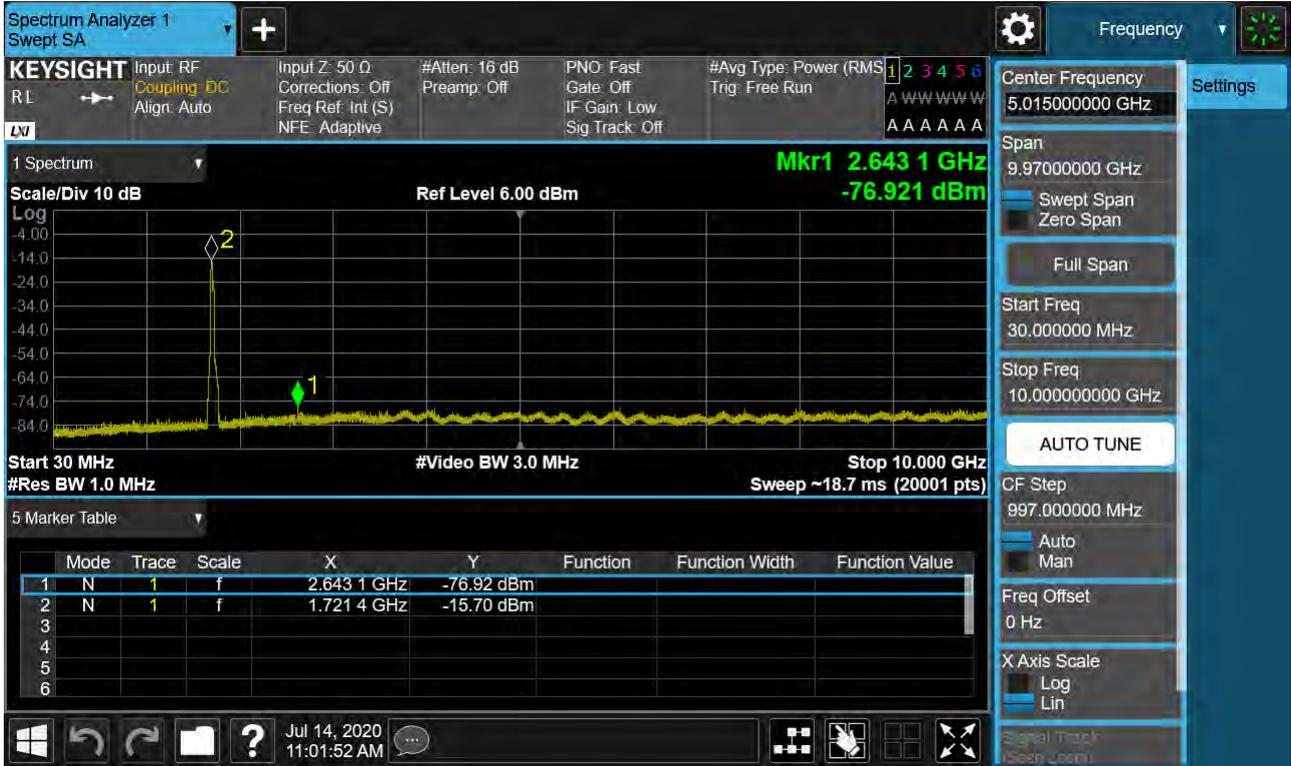 Spectrum Analyzer 1
Swept SA
Frequency
KEYSIGHT
RL
LXI
Input: RF
Coupling: DC
Align: Auto
Input Z: 50 Ω
Corrections: Off
Freq Ref: Int (S)
NFE: Adaptive
#Atten: 16 dB
Preamp: Off
PNO: Fast
Gate: Off
IF Gain: Low
Sig Track: Off
#Avg Type: Power (RMS
Trig: Free Run
1 2 3 4 5 6
A W W W W W
A A A A A A
1 Spectrum
Scale/Div 10 dB
Ref Level 6.00 dBm
Mkr1 2.643 1 GHz
-76.921 dBm
Log
-4.00
-14.0
-24.0
-34.0
-44.0
-54.0
-64.0
-74.0
-84.0
2
1
Start 30 MHz
#Video BW 3.0 MHz
Stop 10.000 GHz
#Res BW 1.0 MHz
Sweep ~18.7 ms (20001 pts)
5 Marker Table
Mode Trace Scale X Y Function Function Width Function Value
1 N 1 f 2.643 1 GHz -76.92 dBm
2 N 1 f 1.721 4 GHz -15.70 dBm
3
4
5
6
?
Jul 14, 2020
11:01:52 AM
Center Frequency
5.015000000 GHz
Settings
Span
9.97000000 GHz
Swept Span
Zero Span
Full Span
Start Freq
30.000000 MHz
Stop Freq
10.000000000 GHz
AUTO TUNE
CF Step
997.000000 MHz
Auto
Man
Freq Offset
0 Hz
X Axis Scale
Log
Lin
Signal Track
(Span Zoom)